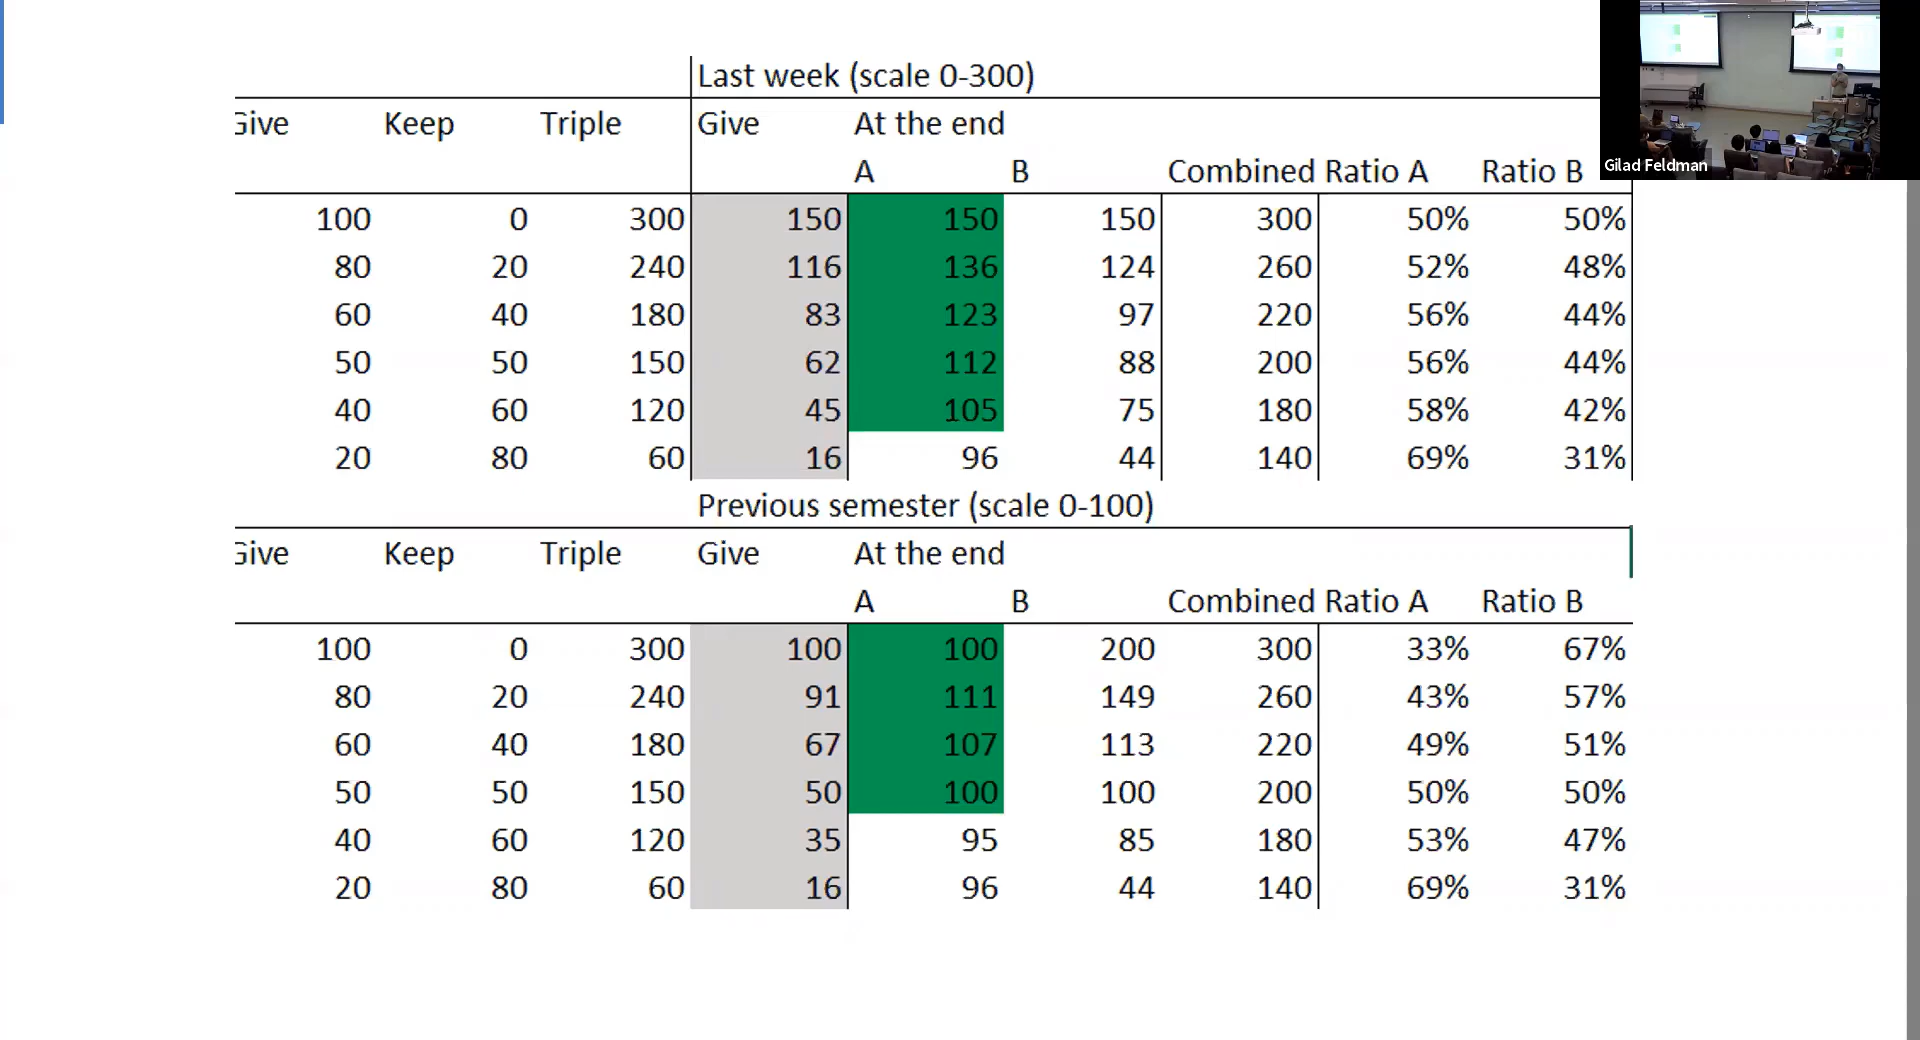 Last week (scale 0-300)
Give Keep Triple Give At the end
A B Combined Ratio A Ratio B
100 0 300 150 150 150 300 50% 50%
80 20 240 116 136 124 260 52% 48%
60 40 180 83 123 97 220 56% 44%
50 50 150 62 112 88 200 56% 44%
40 60 120 45 105 75 180 58% 42%
20 80 60 16 96 44 140 69% 31%
Previous semester (scale 0-100)
Give Keep Triple Give At the end
A B Combined Ratio A Ratio B
100 0 300 100 100 200 300 33% 67%
80 20 240 91 111 149 260 43% 57%
60 40 180 67 107 113 220 49% 51%
50 50 150 50 100 100 200 50% 50%
40 60 120 35 95 85 180 53% 47%
20 80 60 16 96 44 140 69% 31%
Gilad Feldman